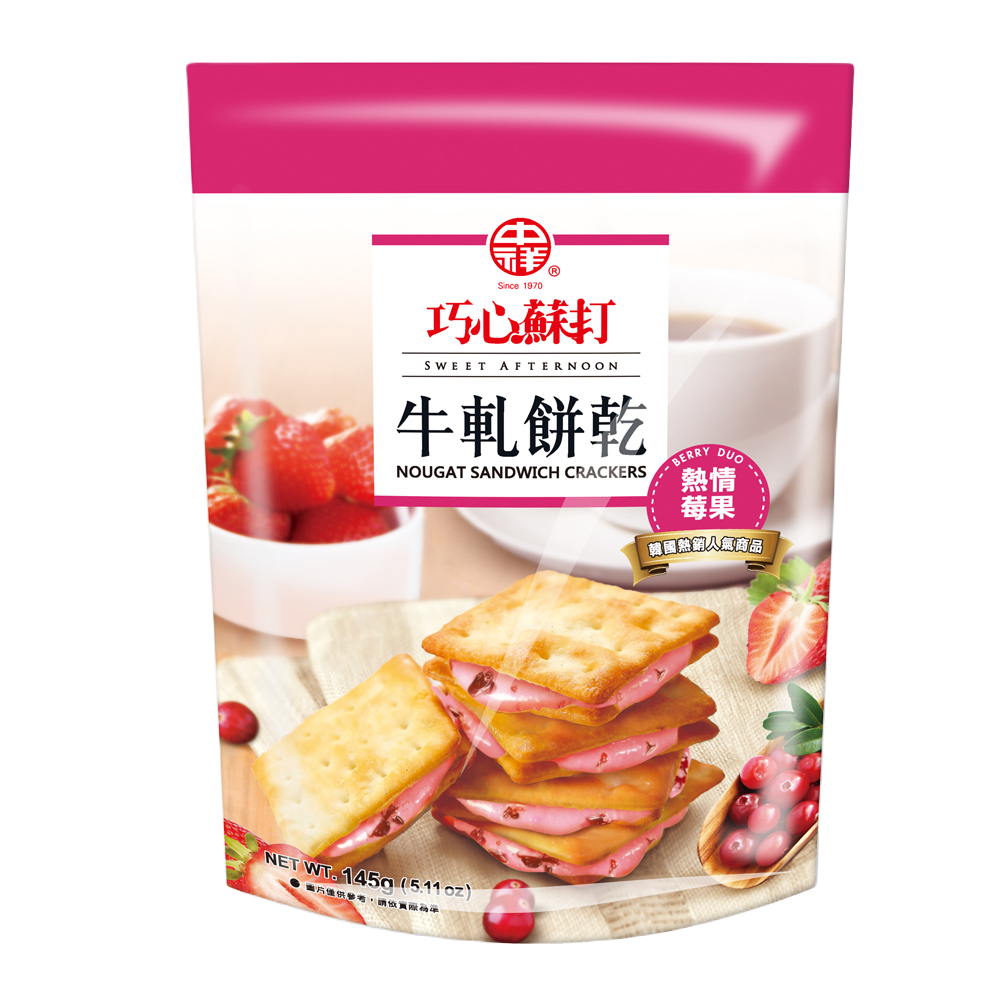 中祥
®
Since 1970
巧心蘇打
SWEET AFTERNOON
牛軋餅乾
NOUGAT SANDWICH CRACKERS
BERRY DUO
熱情
莓果
韓國熱銷人氣商品
NET WT. 145g (5.11oz)
● 圖片僅供參考，請依實際為準